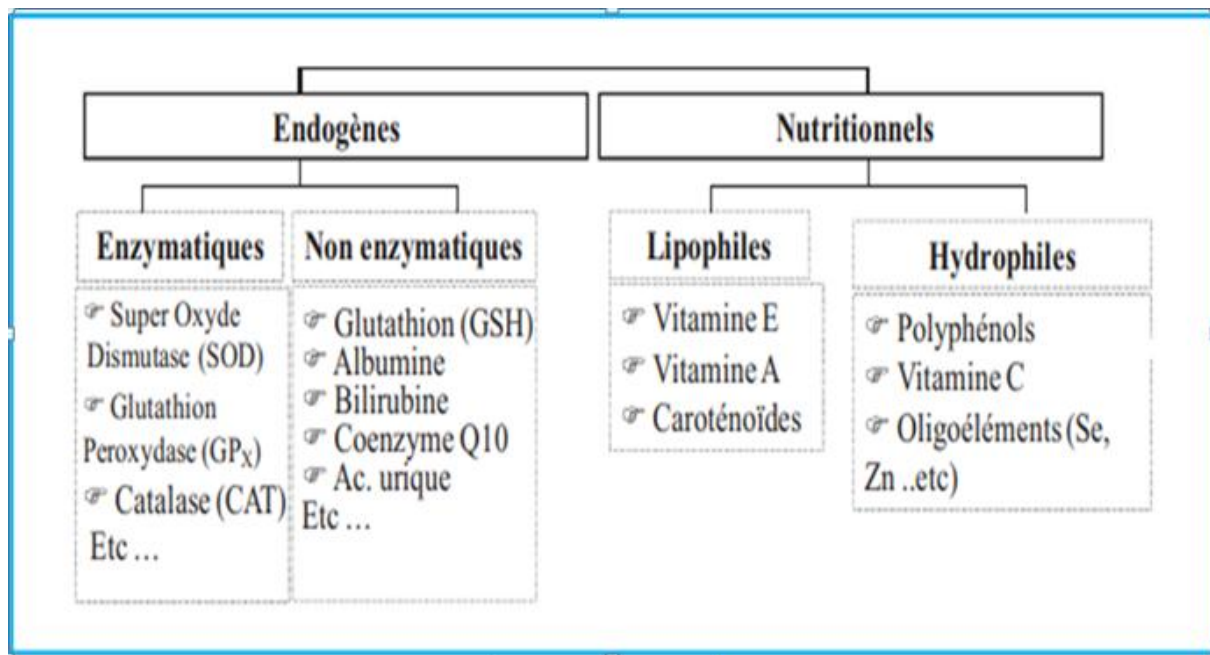 Endogènes
Nutritionnels
Enzymatiques
Non enzymatiques
Lipophiles
Hydrophiles
☞ Super Oxyde
Dismutase (SOD)
☞ Glutathion
Peroxydase (GPX)
☞ Catalase (CAT)
Etc ...
☞ Glutathion (GSH)
☞ Albumine
☞ Bilirubine
☞ Coenzyme Q10
☞ Ac. urique
Etc ...
☞ Vitamine E
☞ Vitamine A
☞ Caroténoïdes
☞ Polyphénols
☞ Vitamine C
☞ Oligoéléments (Se,
Zn ..etc)